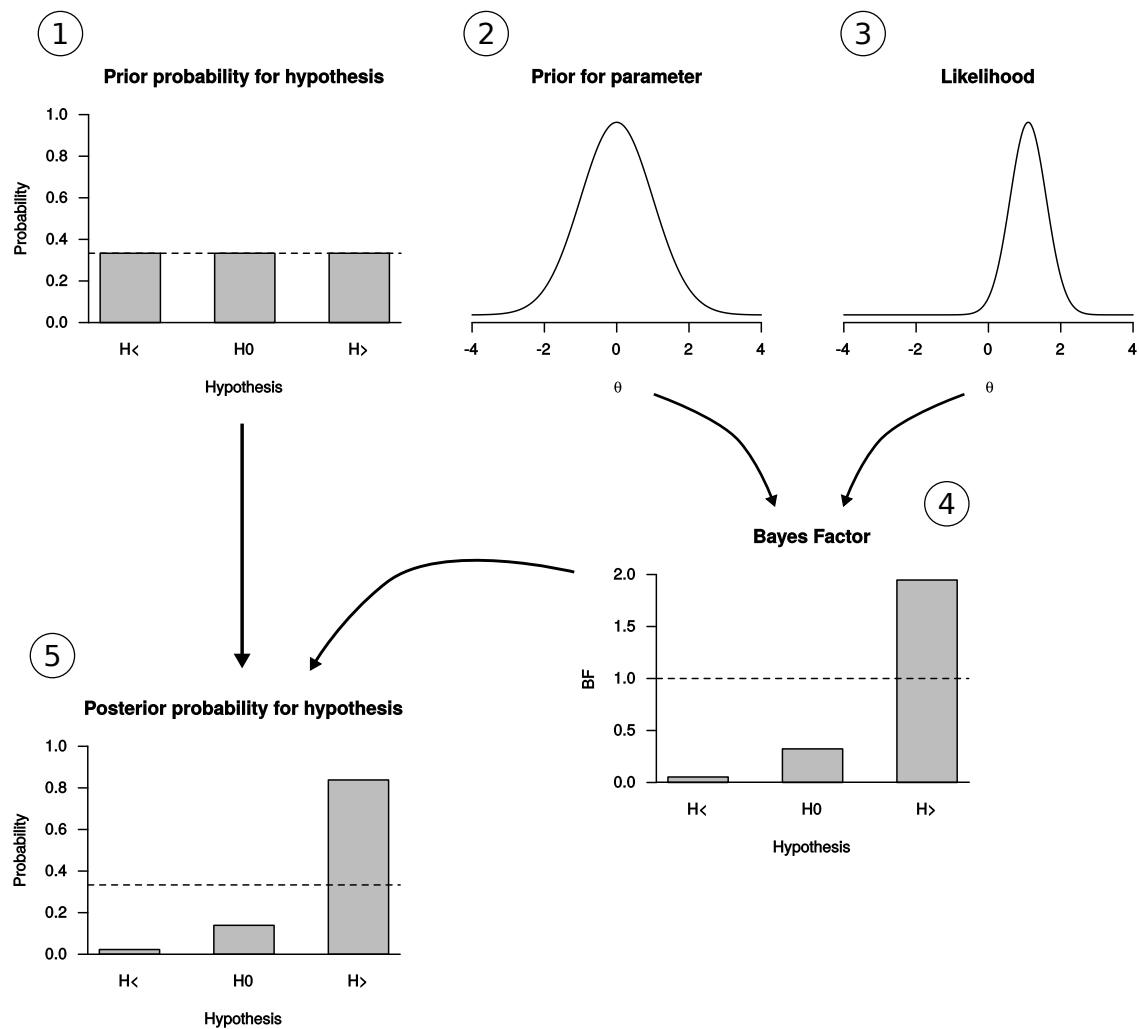 1
Prior probability for hypothesis
1.0
0.8
0.6
0.4
0.2
0.0
Probability
H< H0 H>
Hypothesis
2
Prior for parameter
-4 -2 0 2 4
θ
3
Likelihood
-4 -2 0 2 4
θ
4
Bayes Factor
2.0
1.5
1.0
0.5
0.0
BF
H< H0 H>
Hypothesis
5
Posterior probability for hypothesis
1.0
0.8
0.6
0.4
0.2
0.0
Probability
H< H0 H>
Hypothesis